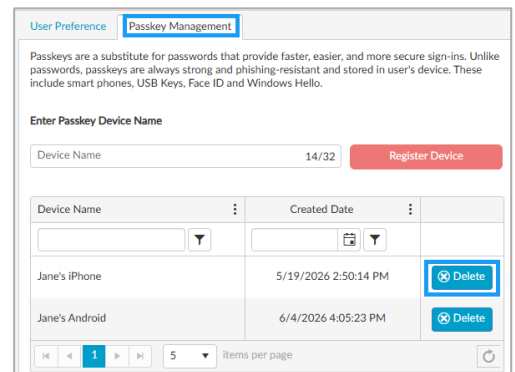 User Preference Passkey Management
Passkeys are a substitute for passwords that provide faster, easier, and more secure sign-ins. Unlike
passwords, passkeys are always strong and phishing-resistant and stored in user's device. These
include smart phones, USB Keys, Face ID and Windows Hello.
Enter Passkey Device Name
Device Name 14/32 Register Device
Device Name Created Date
Jane's iPhone 5/19/2026 2:50:14 PM Delete
Jane's Android 6/4/2026 4:05:23 PM Delete
1 5 items per page